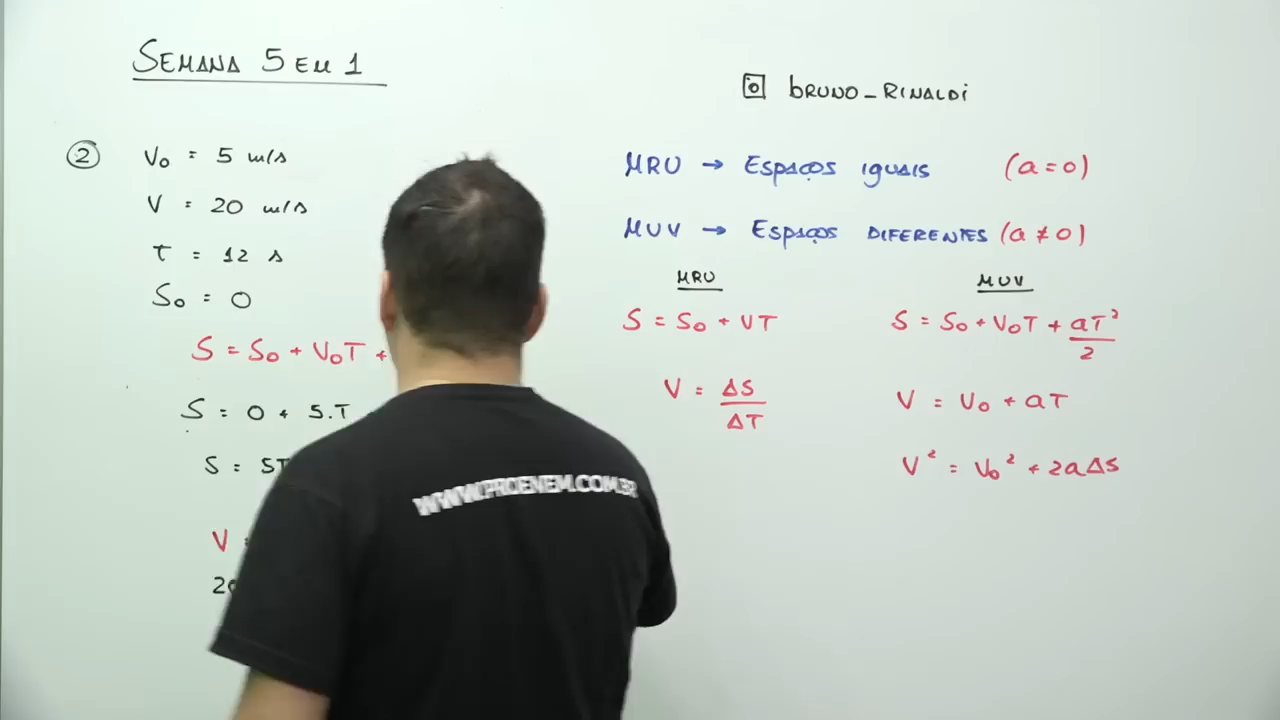 SEMANA 5 EM 1
bRUNO_RINALDi
2 V₀ = 5 m/s
V = 20 m/s
T = 12 s
S₀ = 0
S = S₀ + V₀T +
S = 0 + 5.T
S = 5T
V =
20
MRU → ESPAÇOS iGUAiS (a = 0)
MUV → ESPAÇOS DIFERENTES (a ≠ 0)
MRU
S = S₀ + VT
V = ΔS
ΔT
MUV
S = S₀ + V₀T + aT²
2
V = V₀ + aT
V² = V₀² + 2aΔS
WWW.PROENEM.COM.BR